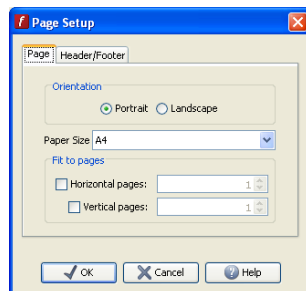 Page Setup
Page Header/Footer
Orientation
Portrait Landscape
Paper Size A4
Fit to pages
Horizontal pages: 1
Vertical pages: 1
OK Cancel Help